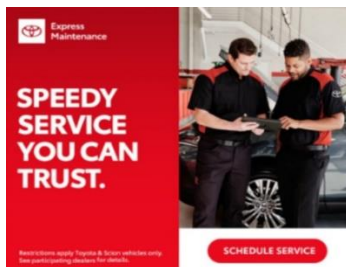 Express
Maintenance
SPEEDY
SERVICE
YOU CAN
TRUST.
Restrictions apply Toyota & Scion vehicles only.
See participating dealers for details.
SCHEDULE SERVICE